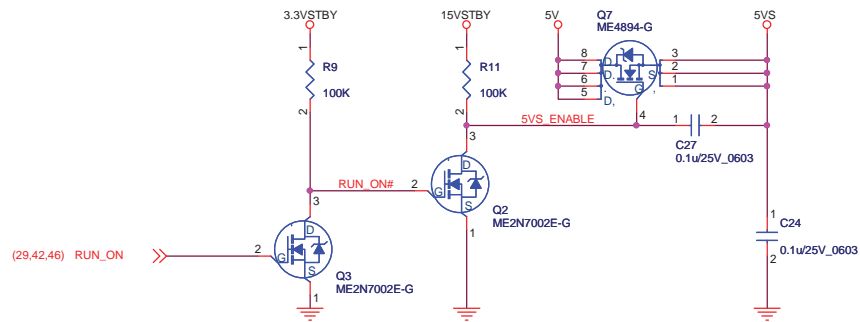 3.3VSTBY
15VSTBY
5V
Q7
ME4894-G
5VS
1
R9
100K
2
1
R11
100K
2
8
7
6
5
D.
D.
.
D,
S
G ,
3
2
1
4
5VS_ENABLE
1
2
C27
0.1u/25V_0603
3
RUN_ON#
2
G
D
S
Q2
ME2N7002E-G
1
3
(29,42,46) RUN_ON
2
G
D
S
Q3
ME2N7002E-G
1
1
C24
0.1u/25V_0603
2